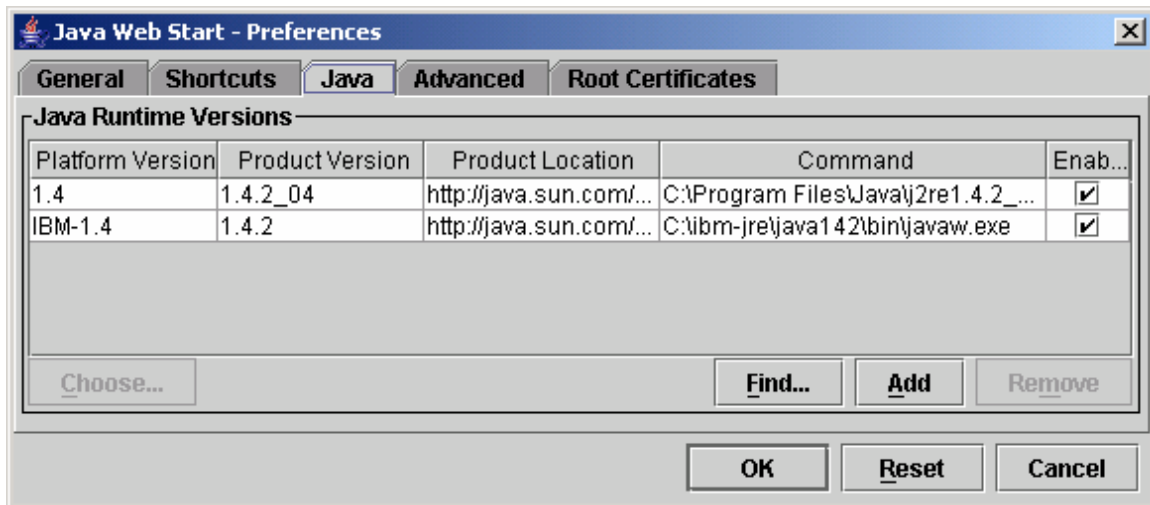 Java Web Start - Preferences
General Shortcuts Java Advanced Root Certificates
Java Runtime Versions
Platform Version Product Version Product Location Command Enab...
1.4 1.4.2_04 http://java.sun.com/... C:\Program Files\Java\j2re1.4.2_...
IBM-1.4 1.4.2 http://java.sun.com/... C:\ibm-jre\java142\bin\javaw.exe
Choose... Find... Add Remove
OK Reset Cancel